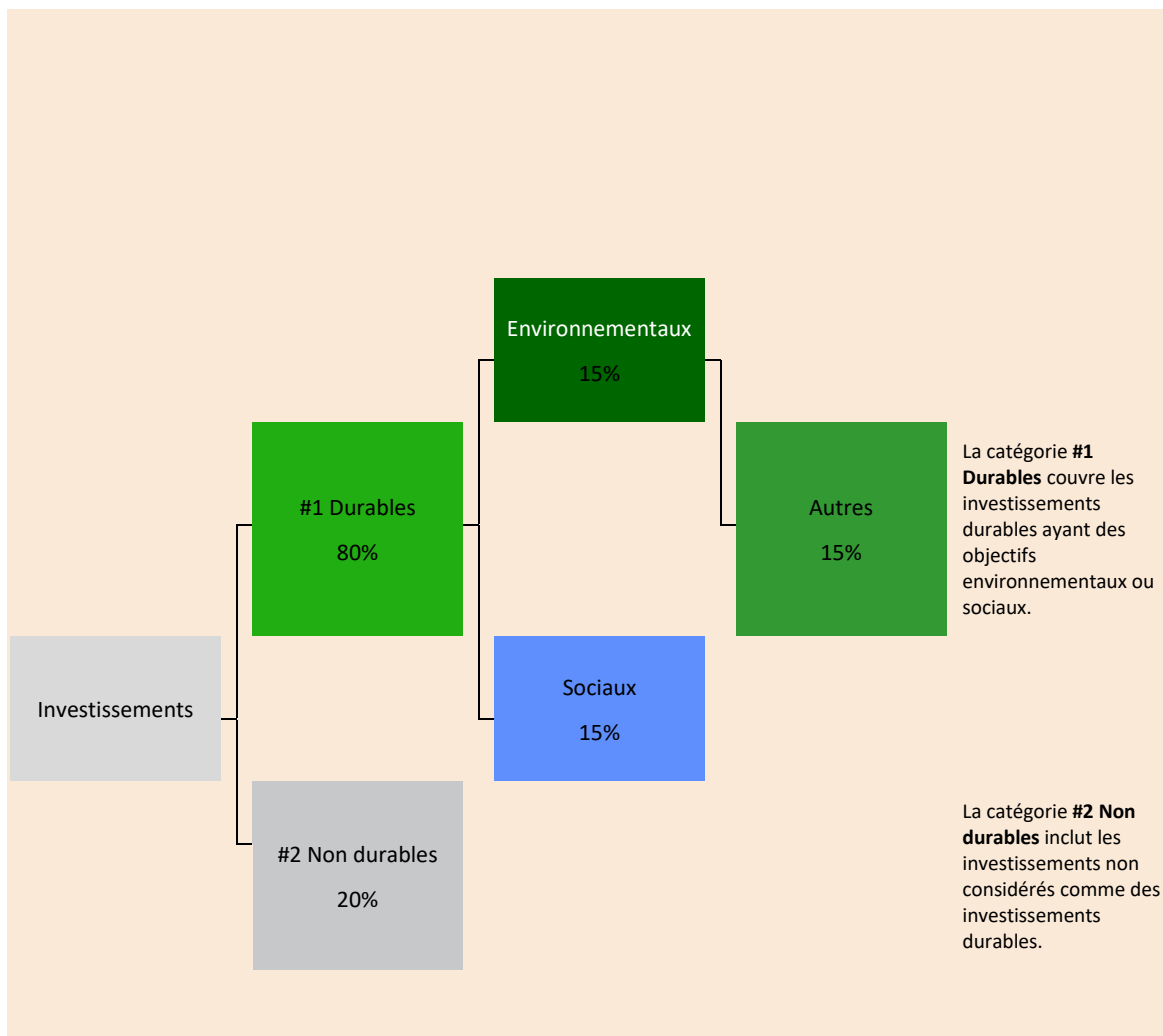 Environnementaux
15%
#1 Durables
80%
Autres
15%
La catégorie #1
Durables couvre les
investissements
durables ayant des
objectifs
environnementaux ou
sociaux.
Investissements
Sociaux
15%
#2 Non durables
20%
La catégorie #2 Non
durables inclut les
investissements non
considérés comme des
investissements
durables.